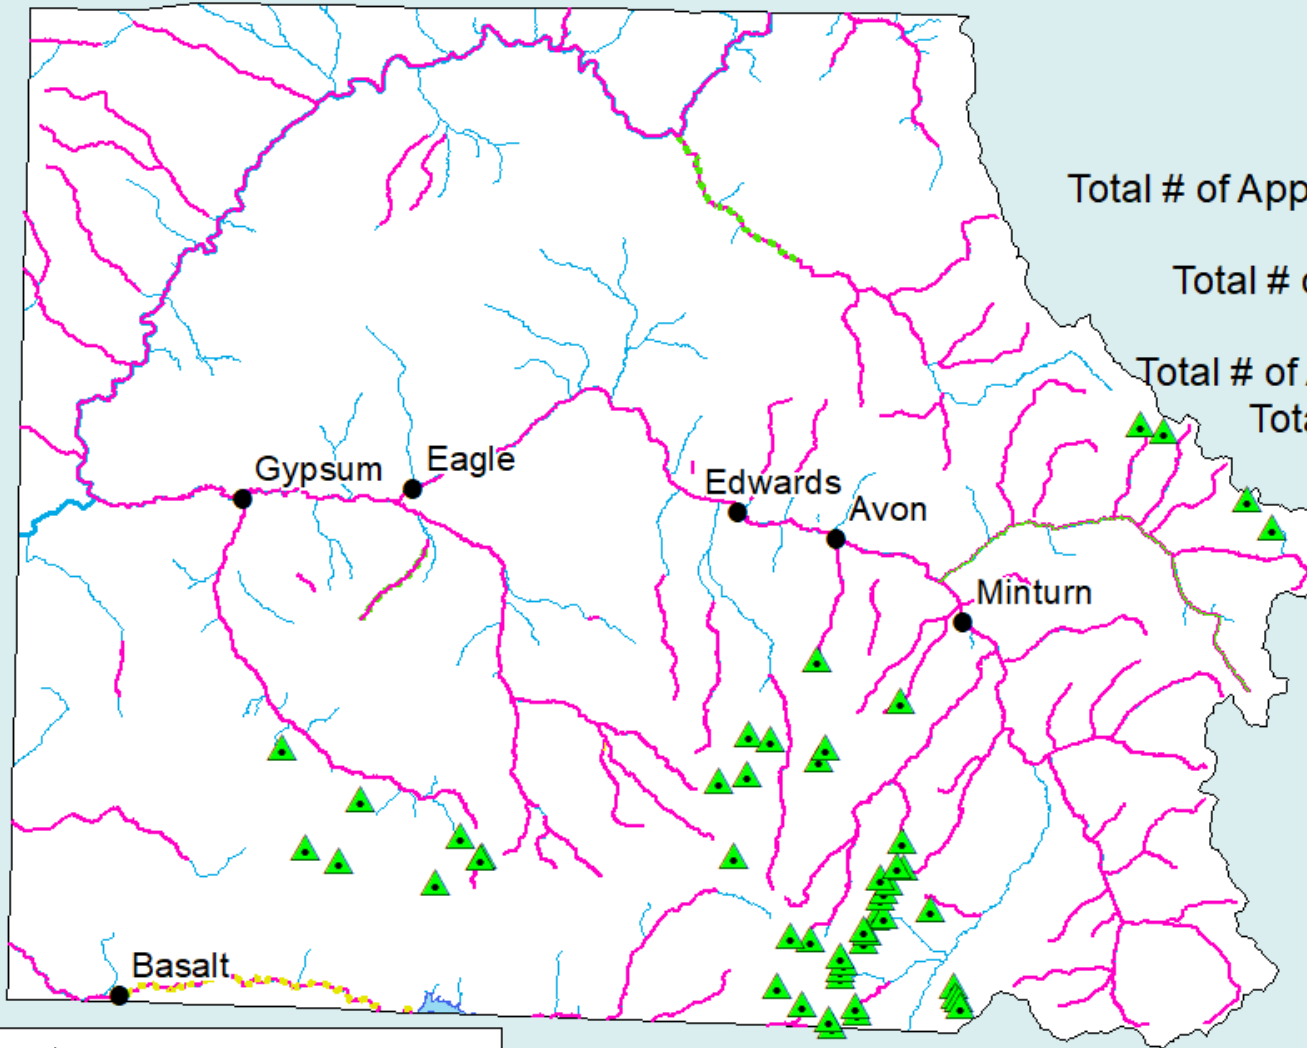 Total # of App
Total # o
Total # of
Tota
Gypsum
Eagle
Edwards
Avon
Minturn
Basalt